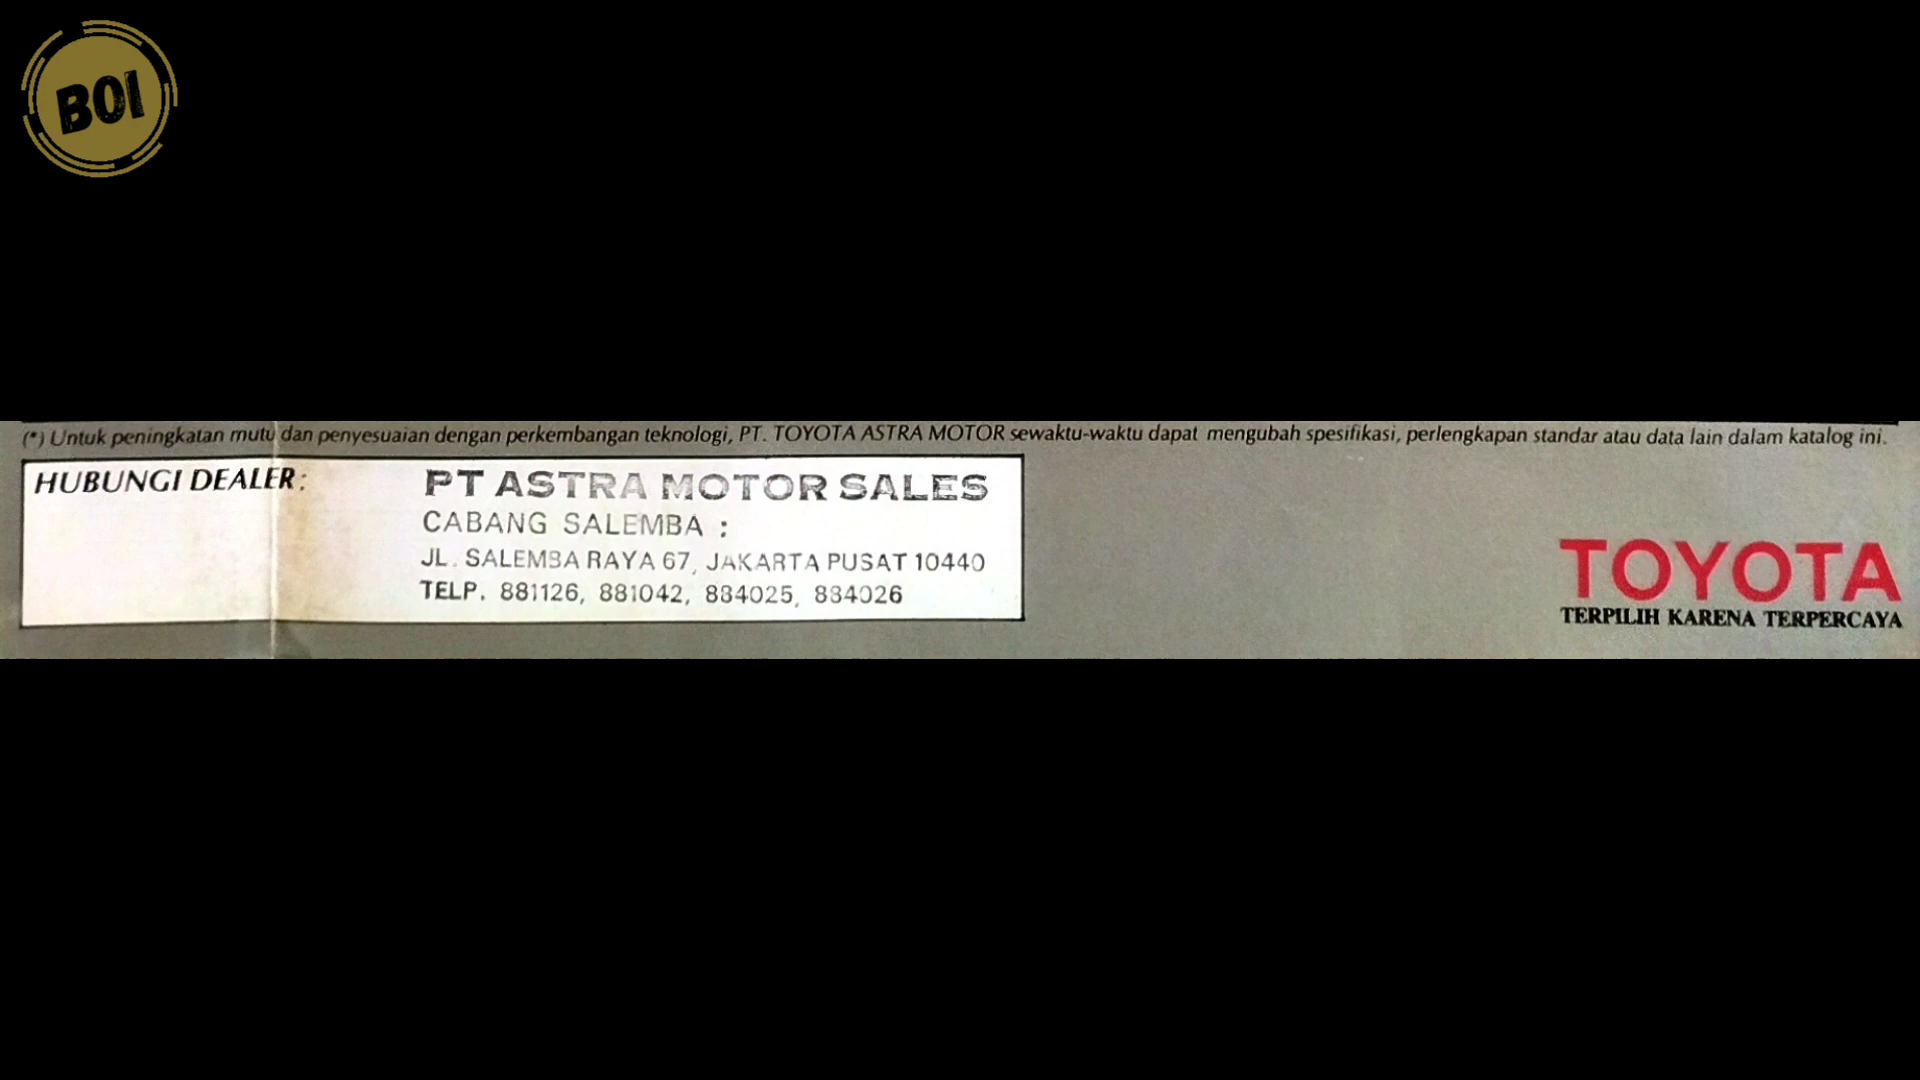 BOI
(*) Untuk peningkatan mutu dan penyesuaian dengan perkembangan teknologi, PT. TOYOTA ASTRA MOTOR sewaktu-waktu dapat mengubah spesifikasi, perlengkapan standar atau data lain dalam katalog ini.
HUBUNGI DEALER:
PT ASTRA MOTOR SALES
CABANG SALEMBA :
JL. SALEMBA RAYA 67, JAKARTA PUSAT 10440
TELP. 881126, 881042, 884025, 884026
TOYOTA
TERPILIH KARENA TERPERCAYA